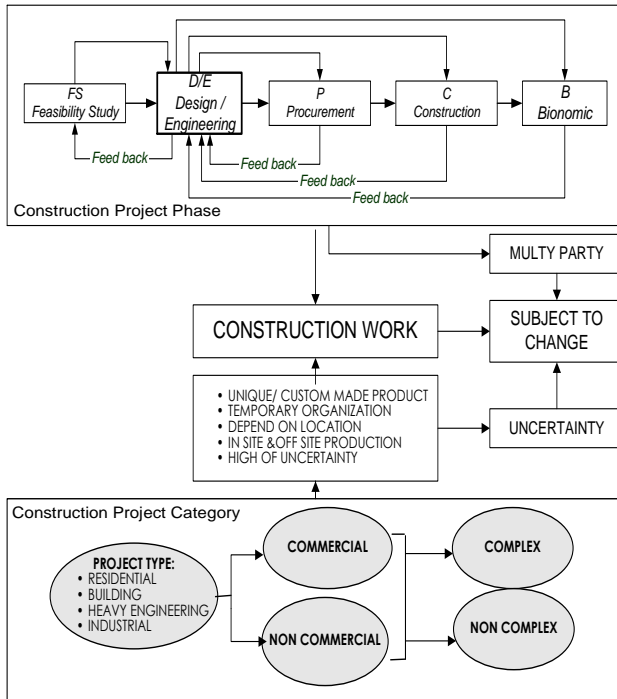 FS
Feasibility Study
D/E
Design /
Engineering
P
Procurement
C
Construction
B
Bionomic
Feed back
Feed back
Feed back
Feed back
Construction Project Phase
MULTY PARTY
CONSTRUCTION WORK
SUBJECT TO
CHANGE
• UNIQUE/ CUSTOM MADE PRODUCT
• TEMPORARY ORGANIZATION
• DEPEND ON LOCATION
• IN SITE &OFF SITE PRODUCTION
• HIGH OF UNCERTAINTY
UNCERTAINTY
Construction Project Category
PROJECT TYPE:
• RESIDENTIAL
• BUILDING
• HEAVY ENGINEERING
• INDUSTRIAL
COMMERCIAL
COMPLEX
NON COMMERCIAL
NON COMPLEX